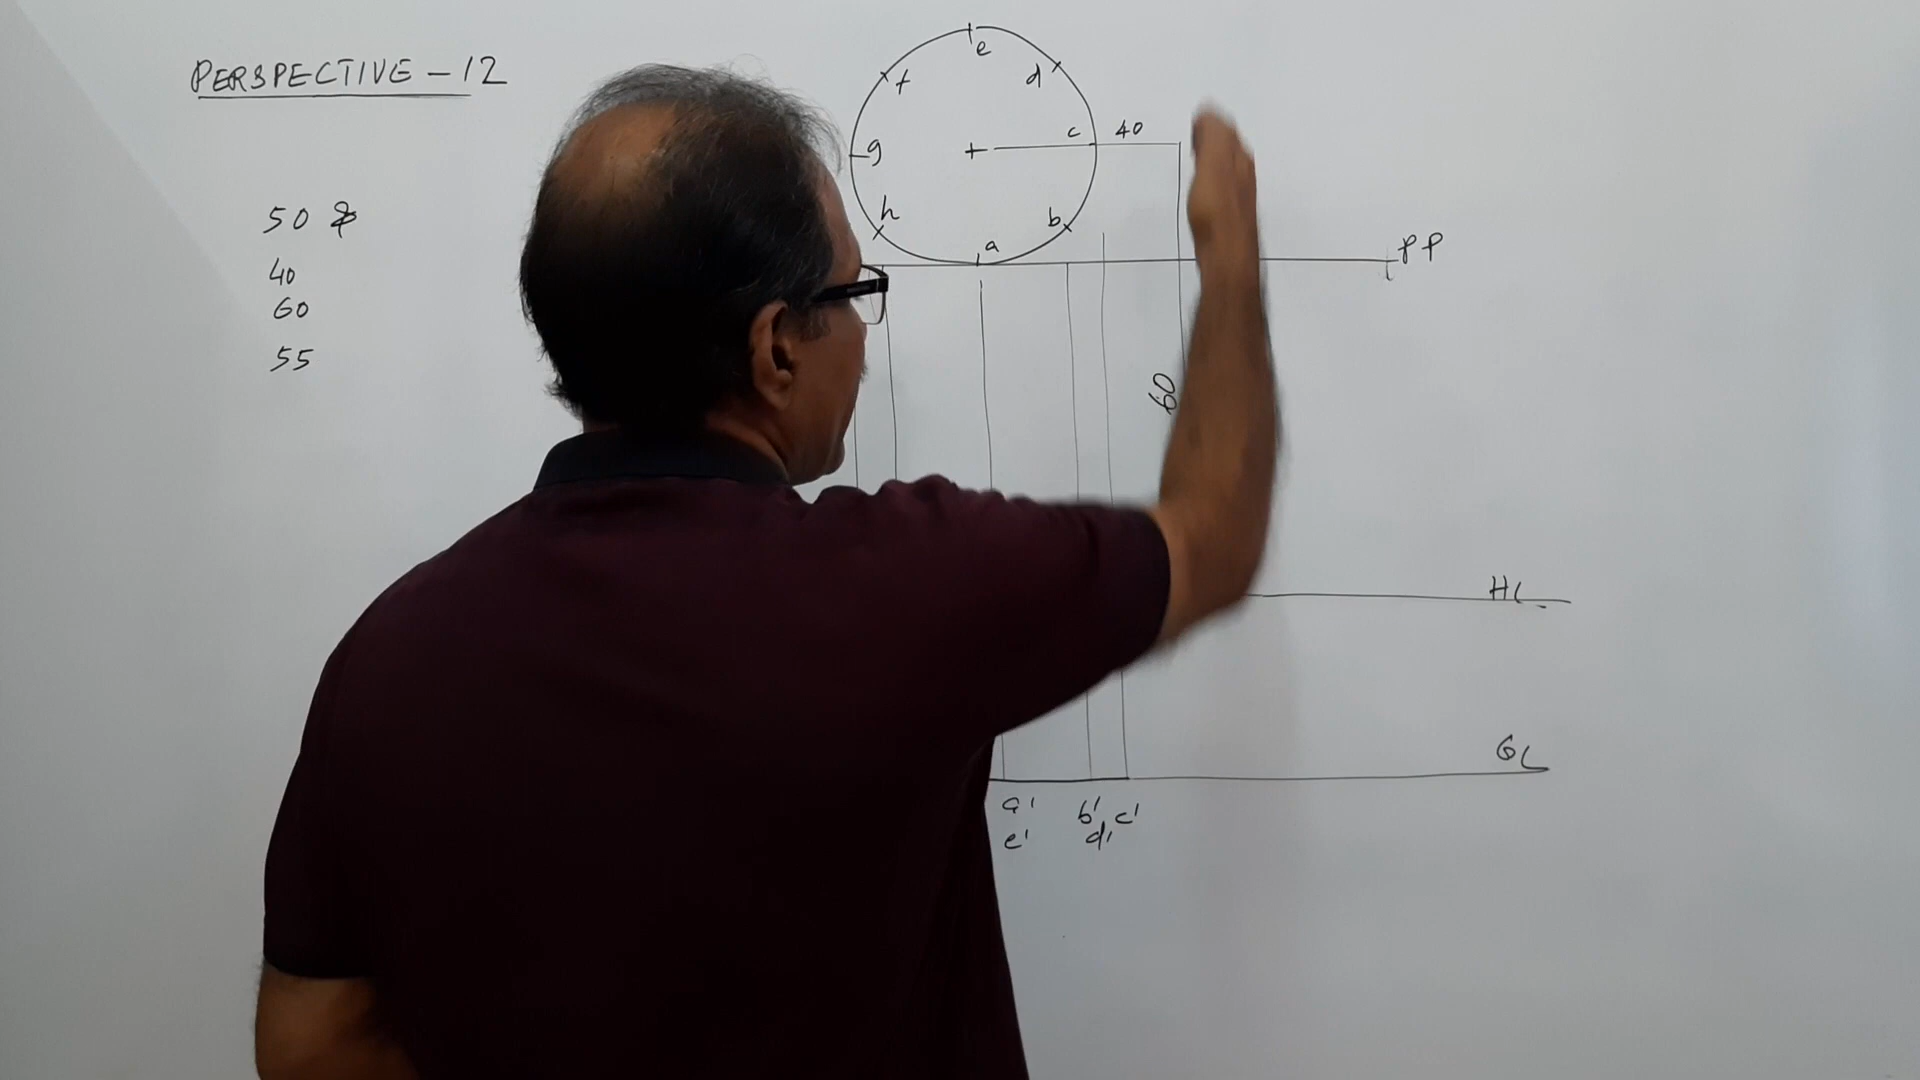 PERSPECTIVE - 12
50 φ
40
60
55
e
d
f
c 40
g
h
b
a
PP
60
HL
GL
a' b' c'
e' d'